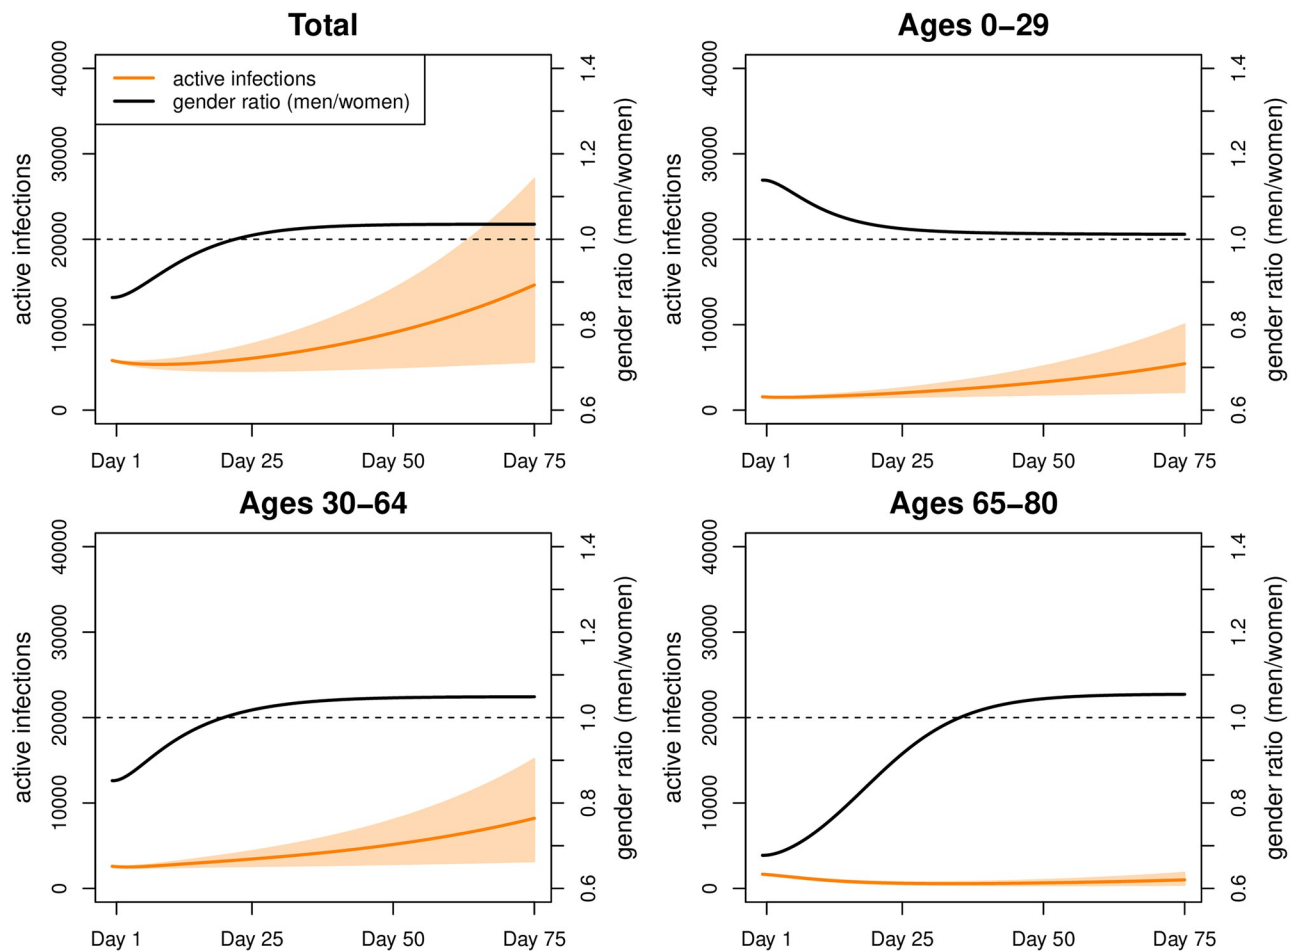 Total
active infections
gender ratio (men/women)
40000
30000
20000
10000
0
active infections
1.4
1.2
1.0
0.8
0.6
gender ratio (men/women)
Day 1
Day 25
Day 50
Day 75
Ages 0−29
40000
30000
20000
10000
0
active infections
1.4
1.2
1.0
0.8
0.6
gender ratio (men/women)
Day 1
Day 25
Day 50
Day 75
Ages 30−64
40000
30000
20000
10000
0
active infections
1.4
1.2
1.0
0.8
0.6
gender ratio (men/women)
Day 1
Day 25
Day 50
Day 75
Ages 65−80
40000
30000
20000
10000
0
active infections
1.4
1.2
1.0
0.8
0.6
gender ratio (men/women)
Day 1
Day 25
Day 50
Day 75